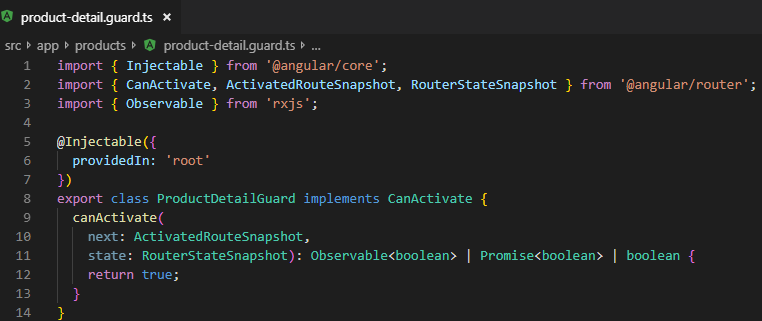 product-detail.guard.ts ×
src > app > products > product-detail.guard.ts > ...
1 import { Injectable } from '@angular/core';
2 import { CanActivate, ActivatedRouteSnapshot, RouterStateSnapshot } from '@angular/router';
3 import { Observable } from 'rxjs';
4
5 @Injectable({
6   providedIn: 'root'
7 })
8 export class ProductDetailGuard implements CanActivate {
9   canActivate(
10     next: ActivatedRouteSnapshot,
11     state: RouterStateSnapshot): Observable<boolean> | Promise<boolean> | boolean {
12     return true;
13   }
14 }